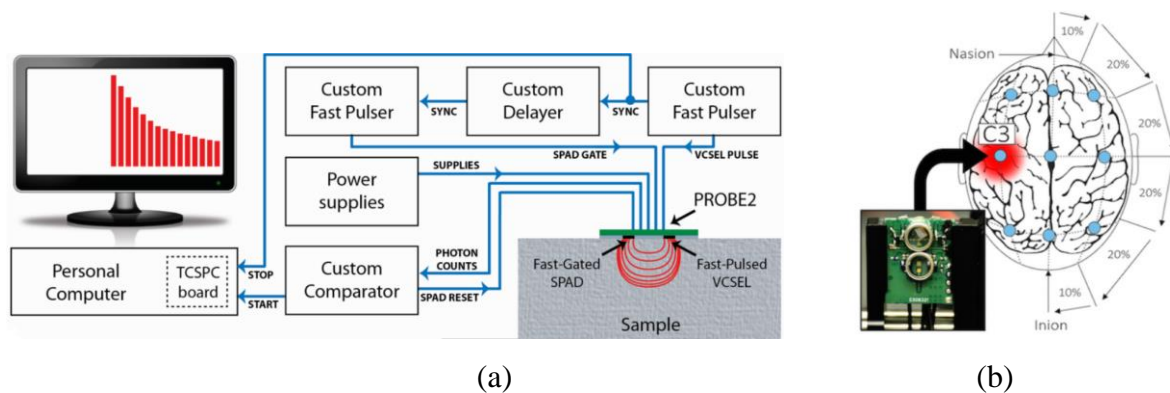 Custom
Fast Pulser
SYNC
Custom
Delayer
SYNC
Custom
Fast Pulser
SPAD GATE
VCSEL PULSE
SUPPLIES
Power
supplies
PROBE2
Personal
Computer
TCSPC
board
STOP
START
Custom
Comparator
PHOTON
COUNTS
SPAD RESET
Fast-Gated
SPAD
Fast-Pulsed
VCSEL
Sample
(a)
Nasion
10%
20%
20%
20%
20%
10%
C3
Inion
(b)